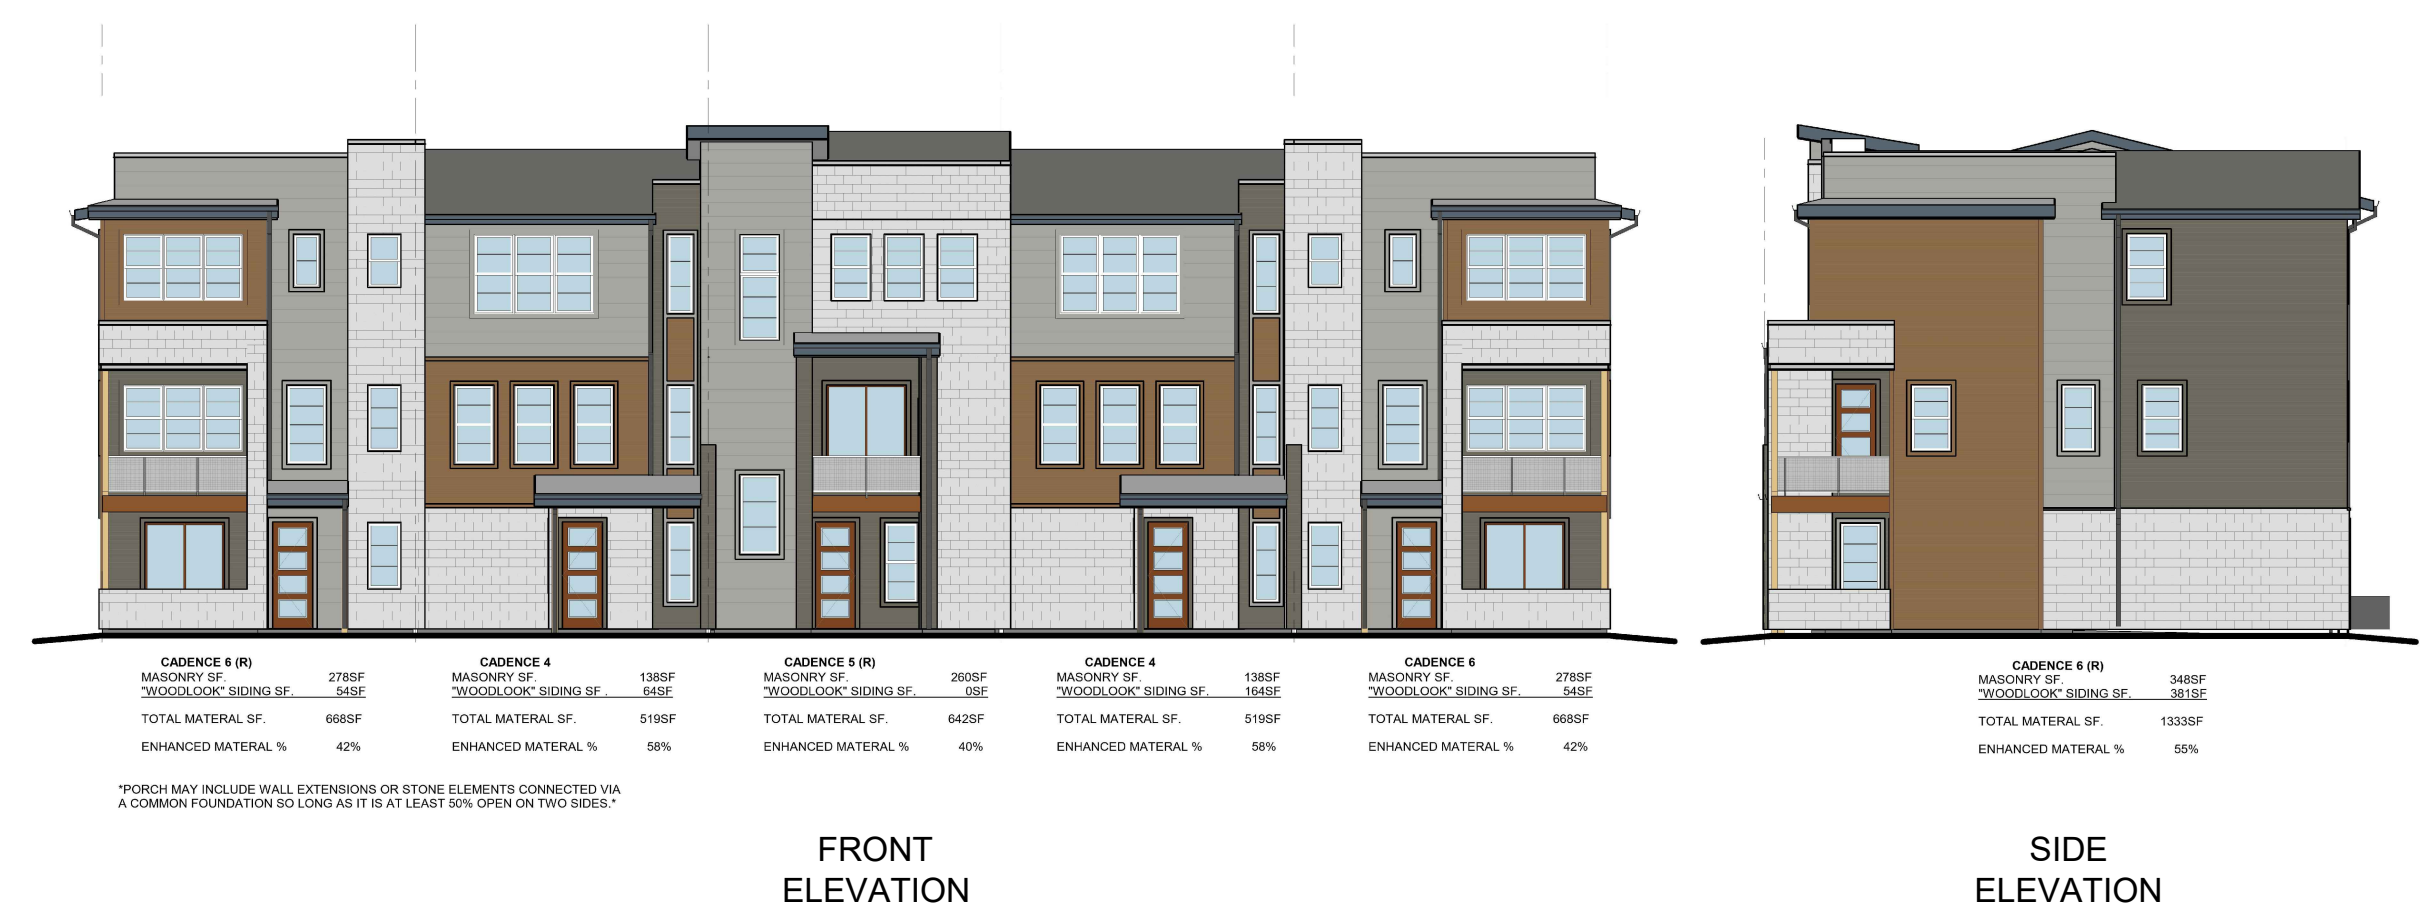 CADENCE 6 (R)
MASONRY SF. 278SF
"WOODLOOK" SIDING SF. 54SF
TOTAL MATERAL SF. 668SF
ENHANCED MATERAL % 42%
CADENCE 4
MASONRY SF. 138SF
"WOODLOOK" SIDING SF . 64SF
TOTAL MATERAL SF. 519SF
ENHANCED MATERAL % 58%
CADENCE 5 (R)
MASONRY SF. 260SF
"WOODLOOK" SIDING SF. 0SF
TOTAL MATERAL SF. 642SF
ENHANCED MATERAL % 40%
CADENCE 4
MASONRY SF. 138SF
"WOODLOOK" SIDING SF. 164SF
TOTAL MATERAL SF. 519SF
ENHANCED MATERAL % 58%
CADENCE 6
MASONRY SF. 278SF
"WOODLOOK" SIDING SF. 54SF
TOTAL MATERAL SF. 668SF
ENHANCED MATERAL % 42%
CADENCE 6 (R)
MASONRY SF. 348SF
"WOODLOOK" SIDING SF. 381SF
TOTAL MATERAL SF. 1333SF
ENHANCED MATERAL % 55%
*PORCH MAY INCLUDE WALL EXTENSIONS OR STONE ELEMENTS CONNECTED VIA
A COMMON FOUNDATION SO LONG AS IT IS AT LEAST 50% OPEN ON TWO SIDES.*
FRONT
ELEVATION
SIDE
ELEVATION